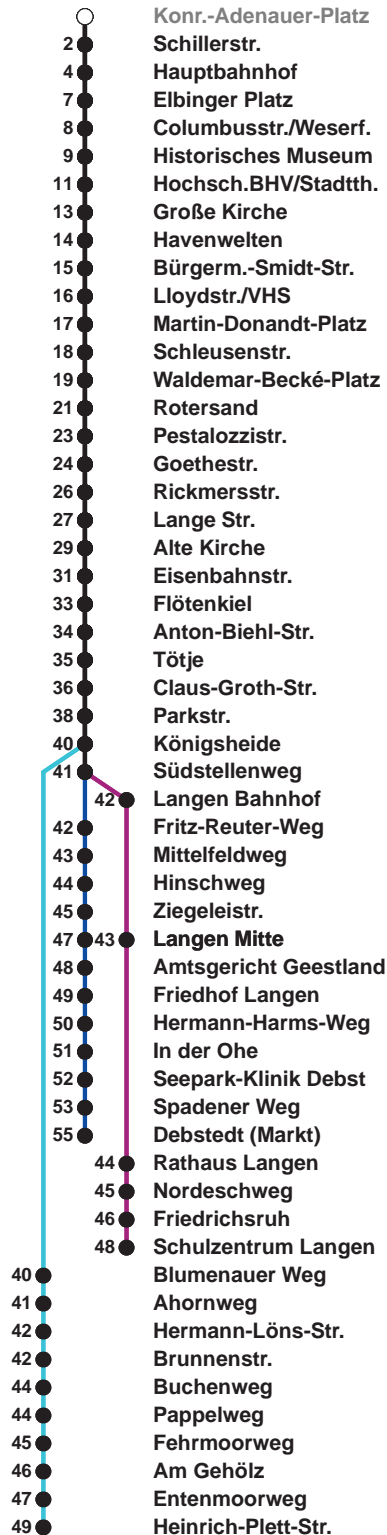 Konr.-Adenauer-Platz
2 Schillerstr.
4 Hauptbahnhof
7 Elbinger Platz
8 Columbusstr./Weserf.
9 Historisches Museum
11 Hochsch.BHV/Stadtth.
13 Große Kirche
14 Havenwelten
15 Bürgerm.-Smidt-Str.
16 Lloydstr./VHS
17 Martin-Donandt-Platz
18 Schleusenstr.
19 Waldemar-Becké-Platz
21 Rotersand
23 Pestalozzistr.
24 Goethestr.
26 Rickmersstr.
27 Lange Str.
29 Alte Kirche
31 Eisenbahnstr.
33 Flötenkiel
34 Anton-Biehl-Str.
35 Tötje
36 Claus-Groth-Str.
38 Parkstr.
40 Königsheide
41 Südstellenweg
42 Langen Bahnhof
42 Fritz-Reuter-Weg
43 Mittelfeldweg
44 Hinschweg
45 Ziegeleistr.
47 43 Langen Mitte
48 Amtsgericht Geestland
49 Friedhof Langen
50 Hermann-Harms-Weg
51 In der Ohe
52 Seepark-Klinik Debst
53 Spadener Weg
55 Debstedt (Markt)
44 Rathaus Langen
45 Nordeschweg
46 Friedrichsruh
48 Schulzentrum Langen
40 Blumenauer Weg
41 Ahornweg
42 Hermann-Löns-Str.
42 Brunnenstr.
44 Buchenweg
44 Pappelweg
45 Fehrmoorweg
46 Am Gehölz
47 Entenmoorweg
49 Heinrich-Plett-Str.